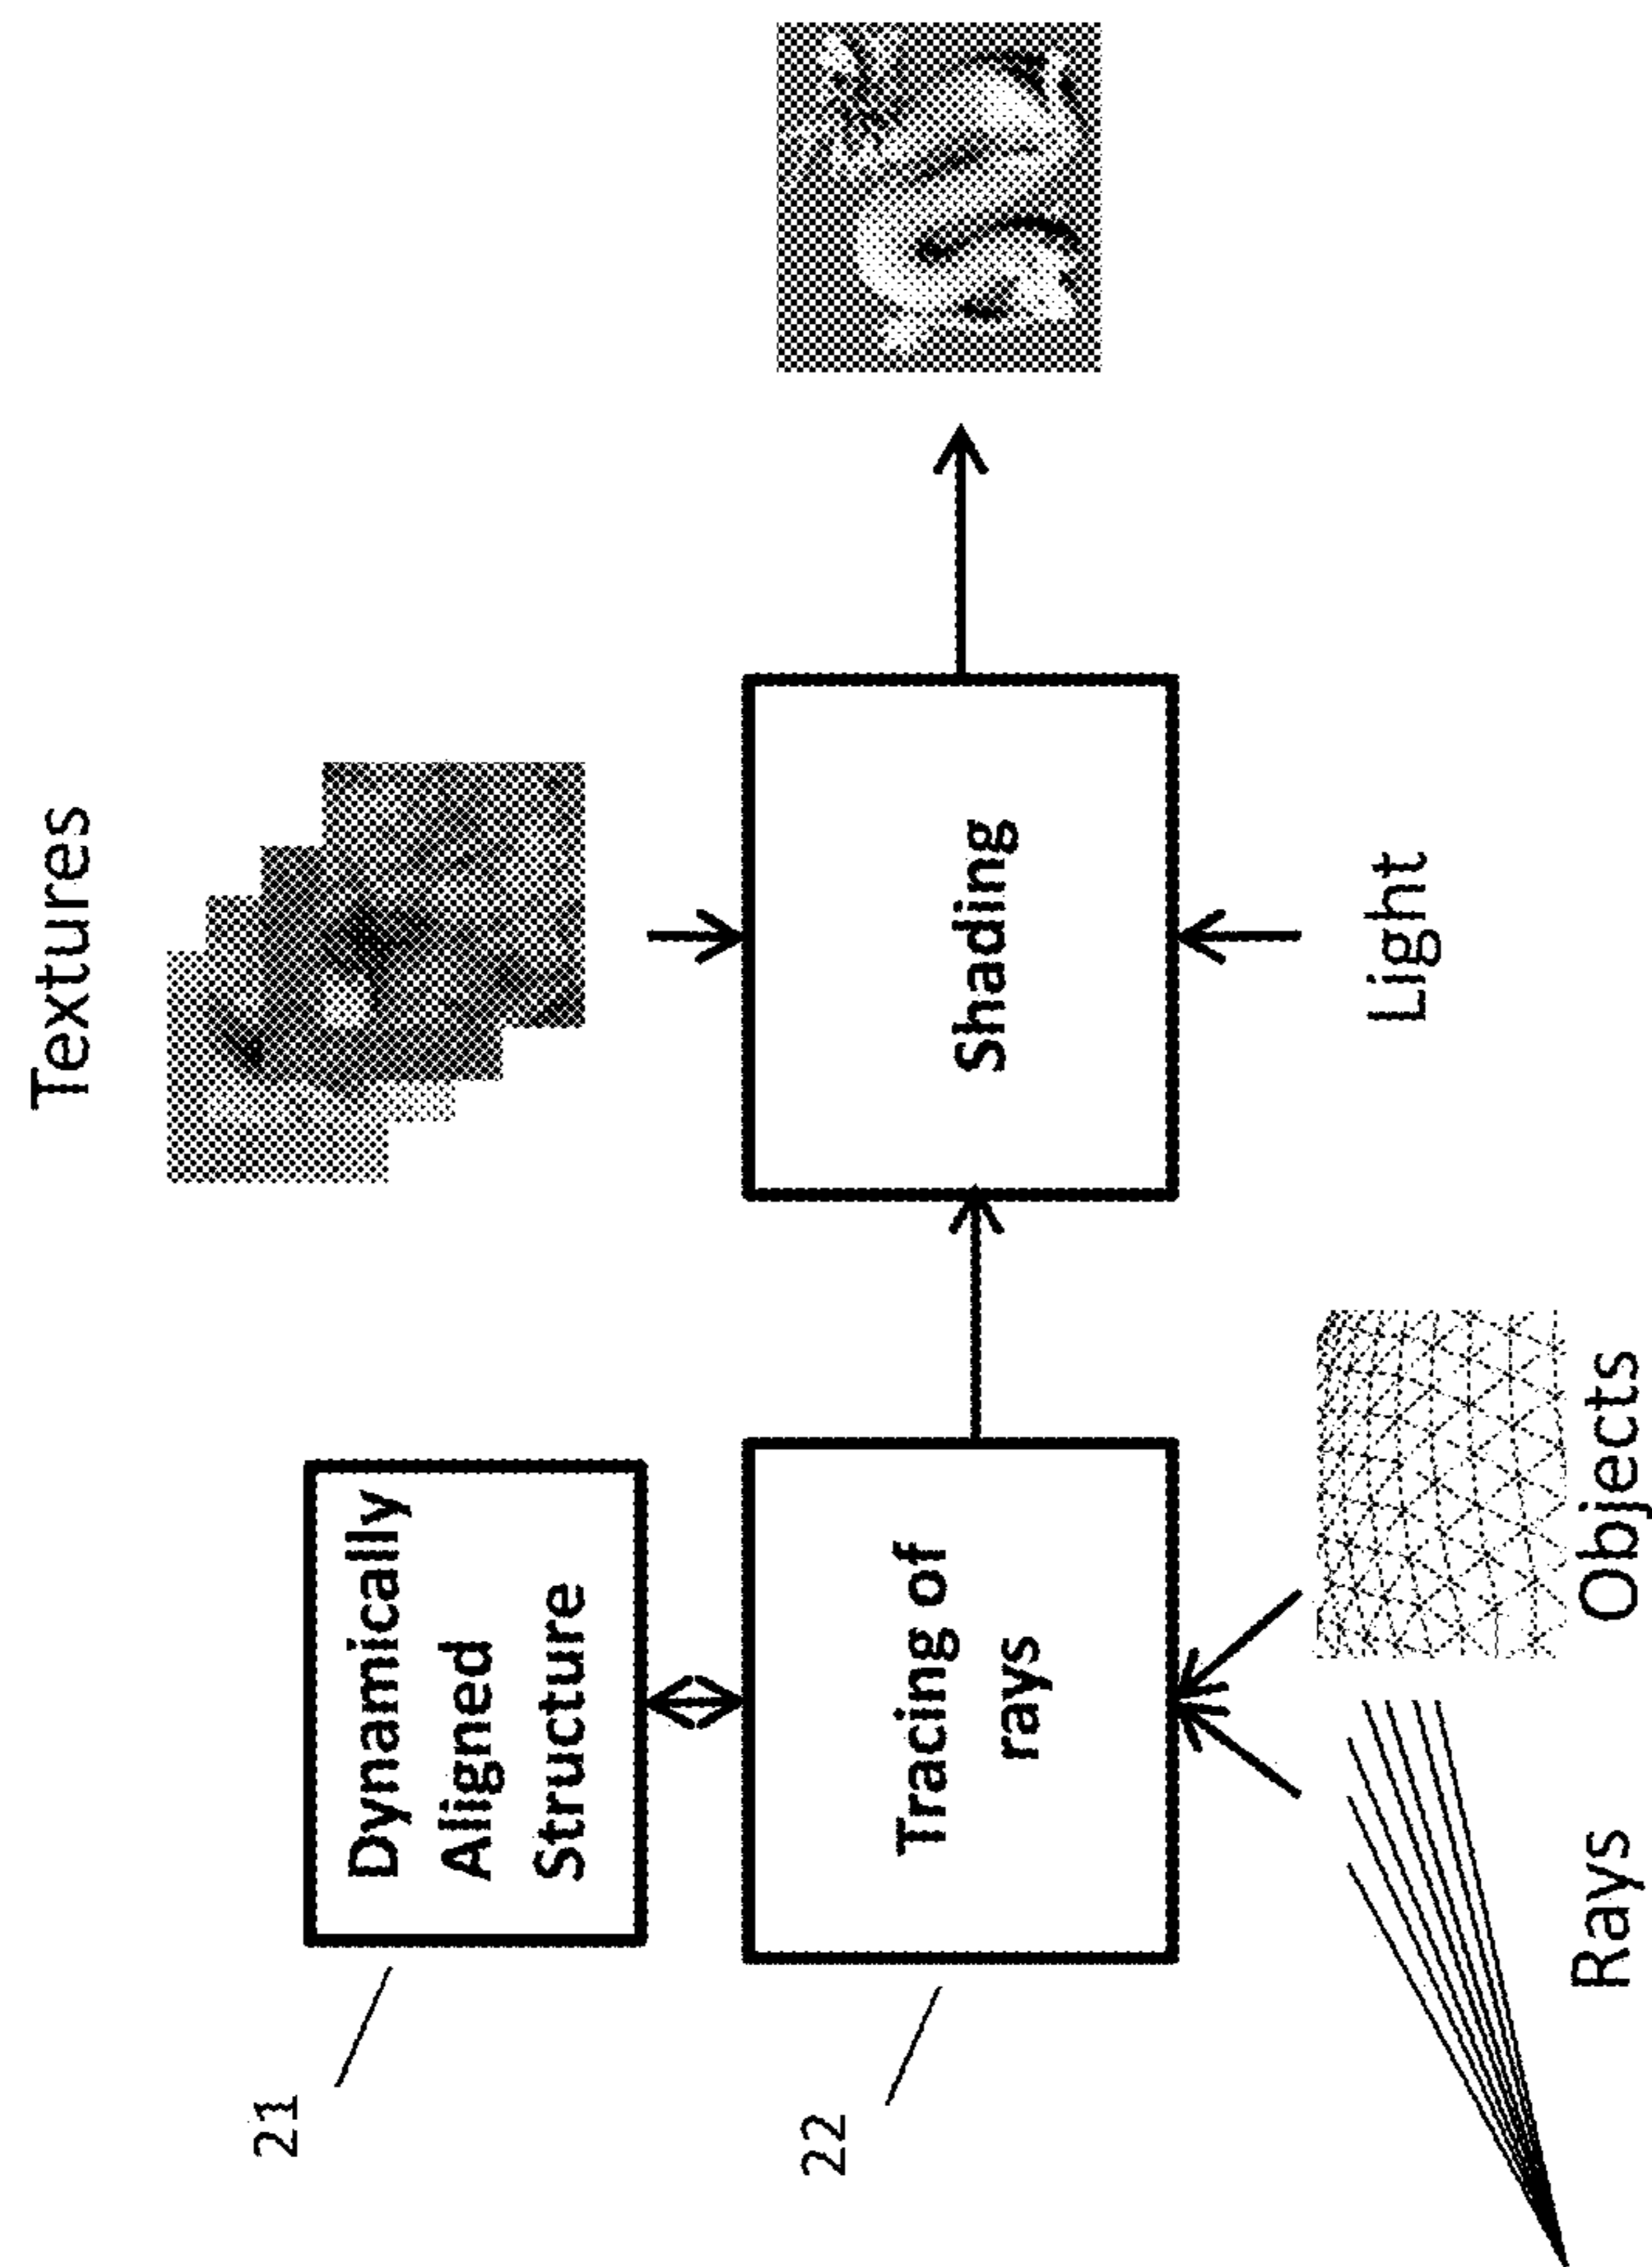 Textures
21
Dynamically
Aligned
Structure
22
Tracing of
rays
Shading
Rays
Objects
Light